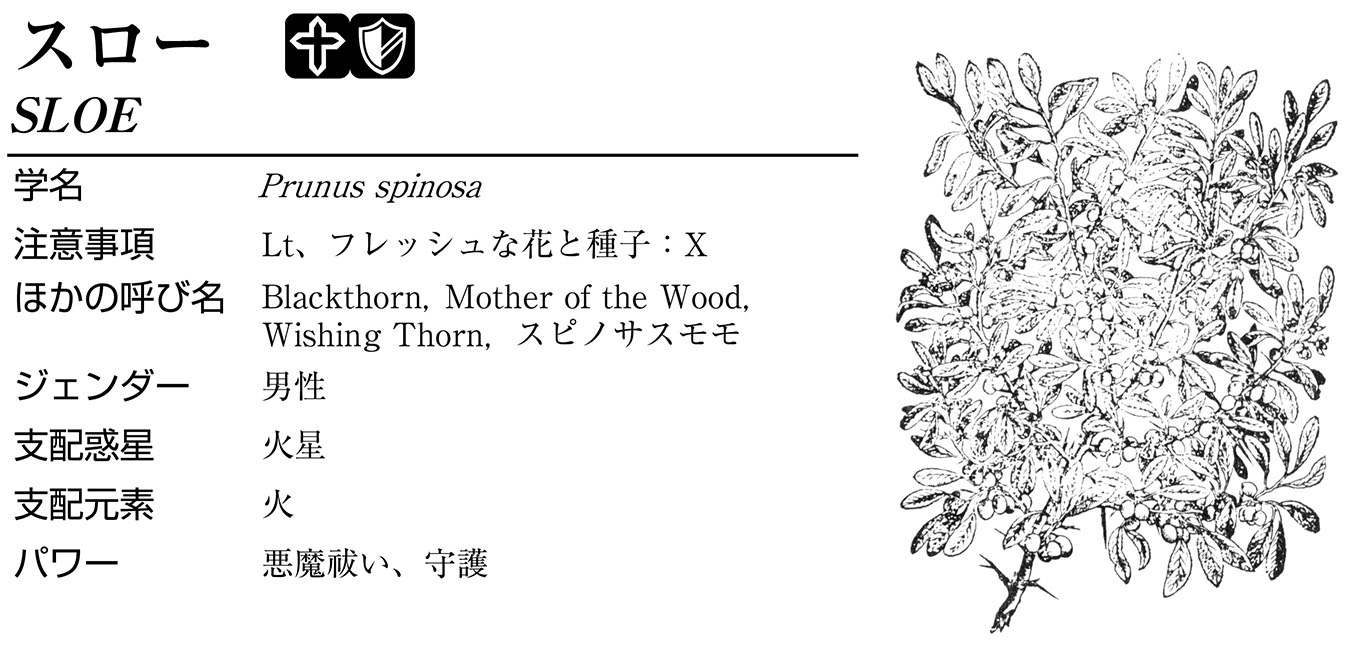 スロー
SLOE
学名 Prunus spinosa
注意事項 Lt、フレッシュな花と種子：X
ほかの呼び名 Blackthorn, Mother of the Wood,
Wishing Thorn, スピノサスモモ
ジェンダー 男性
支配惑星 火星
支配元素 火
パワー 悪魔祓い、守護